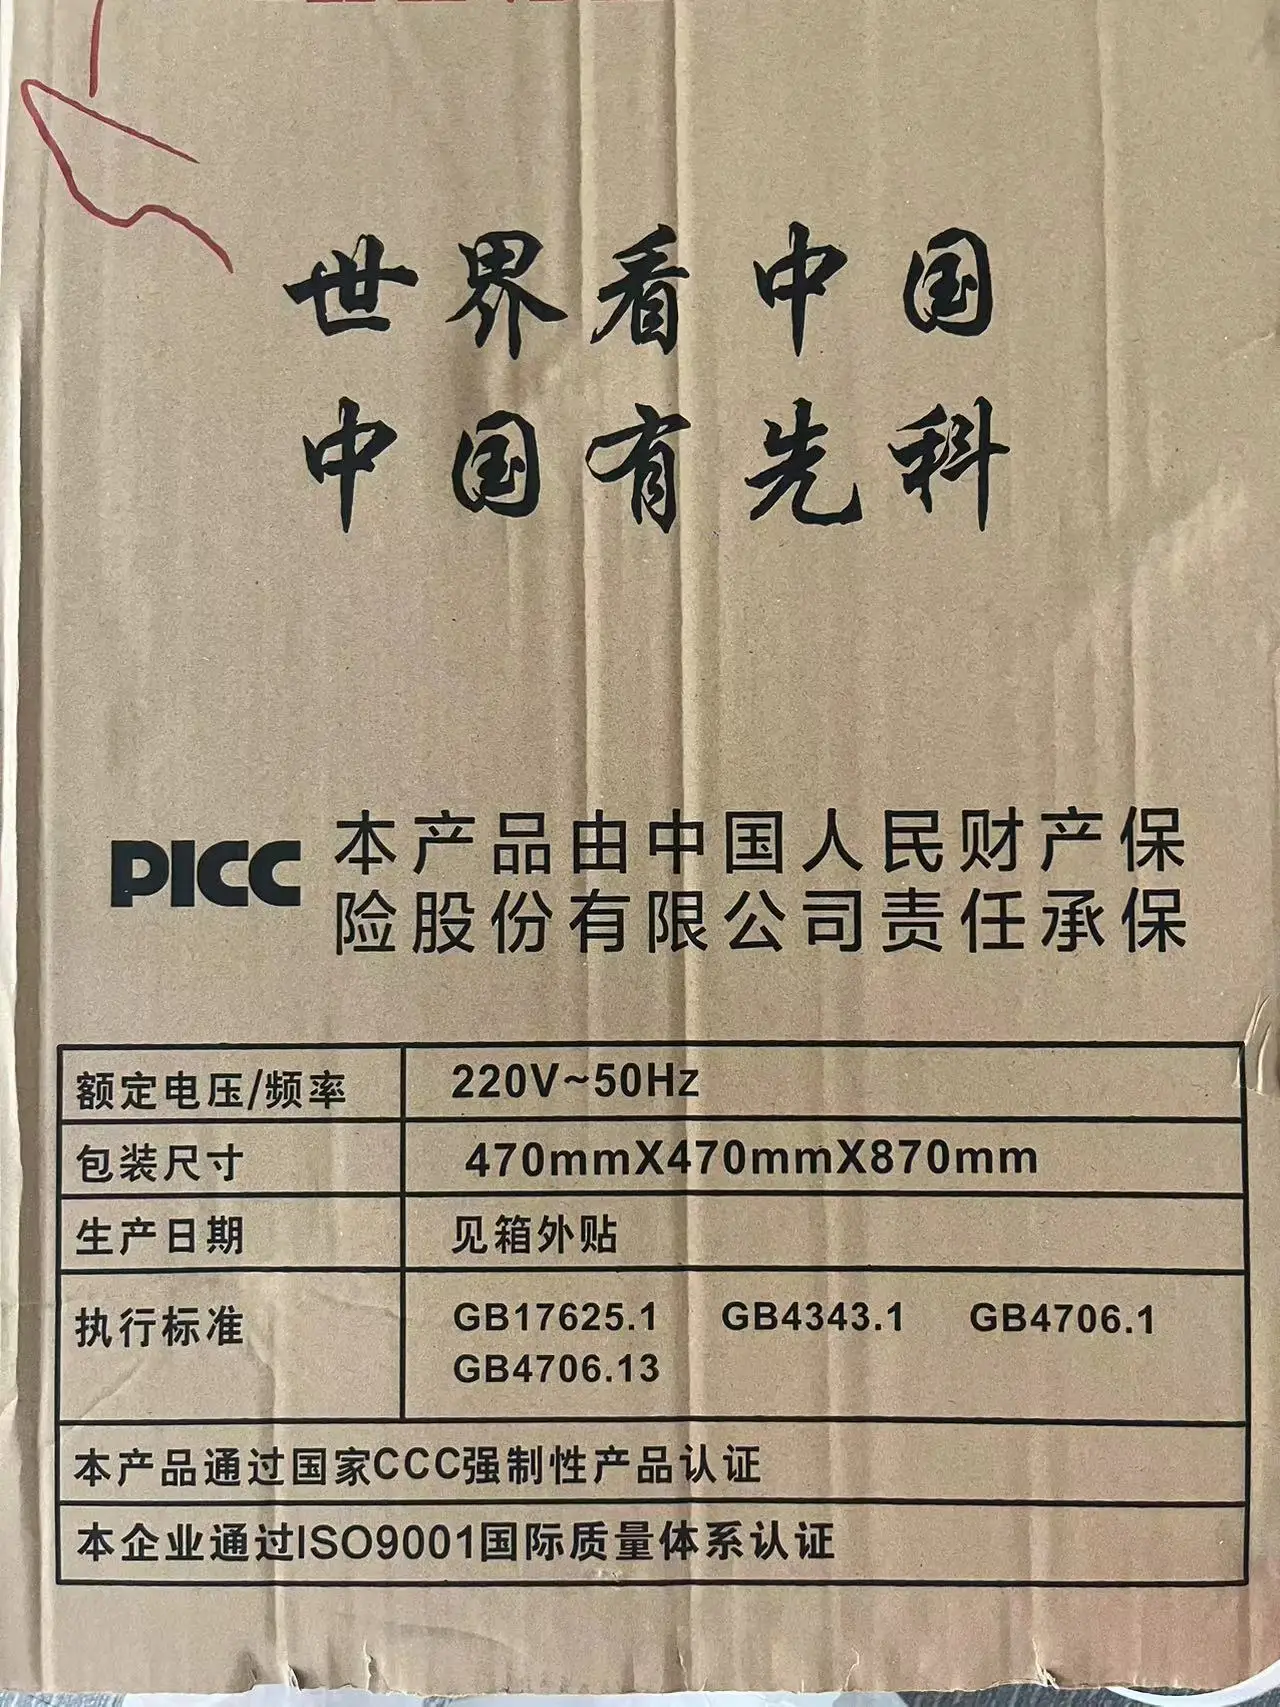 世界看中国
中国有先科
PICC 本产品由中国人民财产保
险股份有限公司责任承保
额定电压/频率 220V~50Hz
包装尺寸 470mmX470mmX870mm
生产日期 见箱外贴
执行标准 GB17625.1 GB4343.1 GB4706.1
GB4706.13
本产品通过国家CCC强制性产品认证
本企业通过ISO9001国际质量体系认证